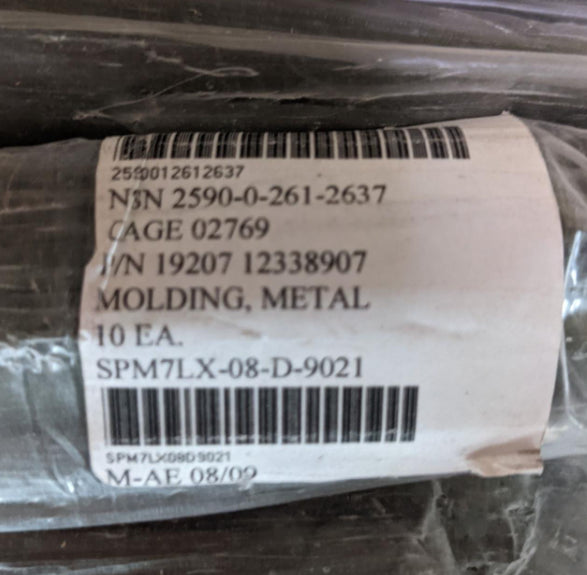 2590012612637
NSN 2590-0-261-2637
CAGE 02769
P/N 19207 12338907
MOLDING, METAL
10 EA.
SPM7LX-08-D-9021
SPM7LX08D9021
M-AE 08/09